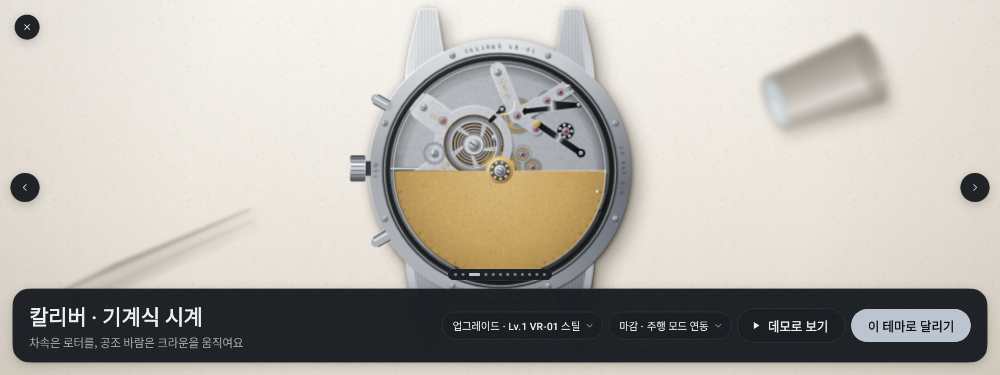 CALIBER VR-01
칼리버 · 기계식 시계
차속은 로터를, 공조 바람은 크라운을 움직여요
업그레이드 · Lv.1 VR-01 스틸
마감 · 주행 모드 연동
데모로 보기
이 테마로 달리기